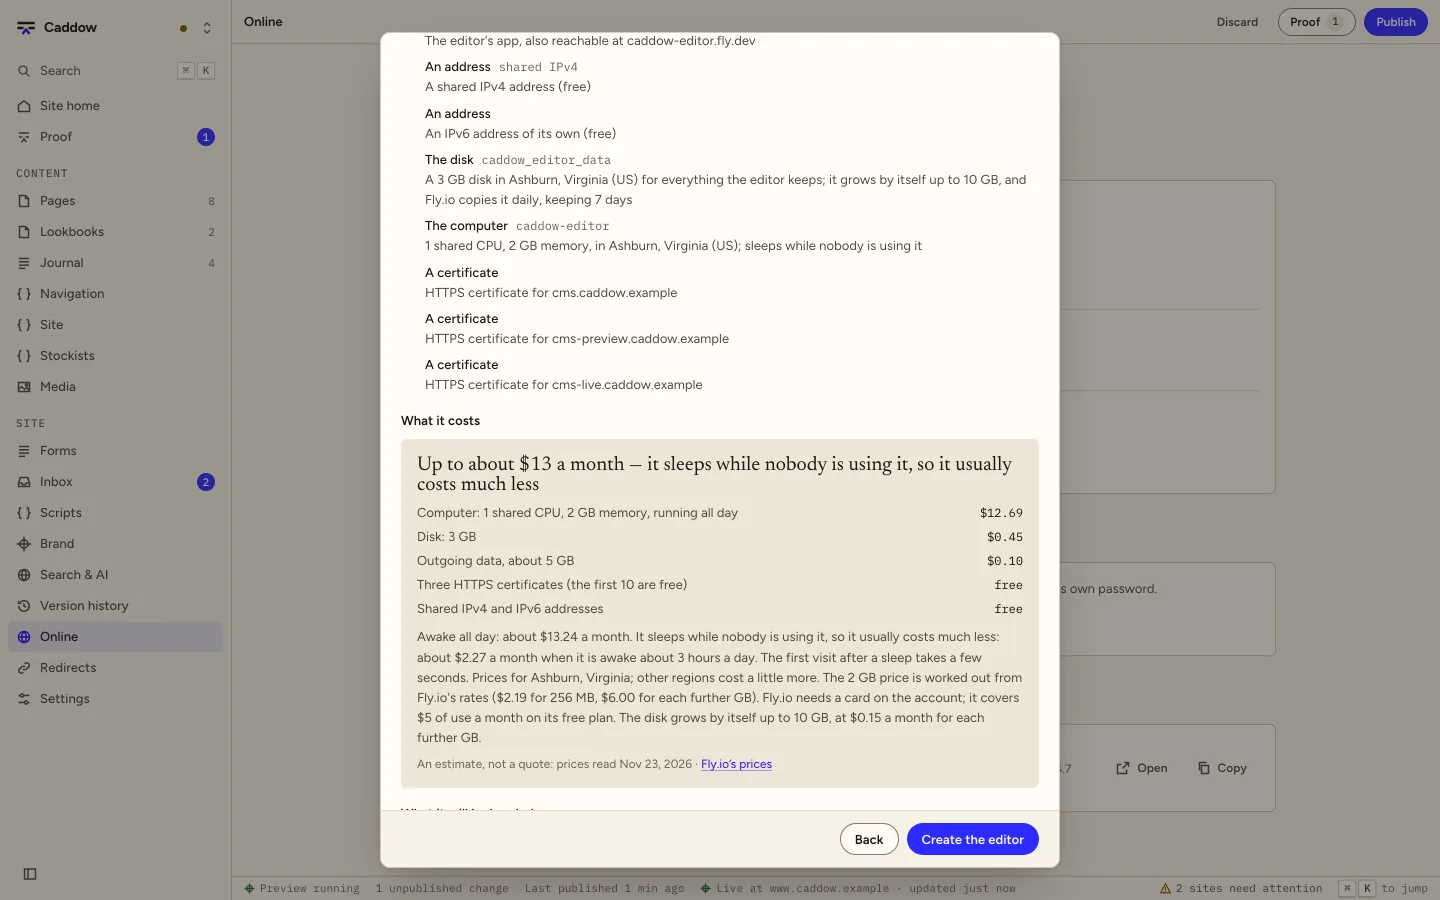 Caddow
Search
⌘ K
Site home
Proof
1
CONTENT
Pages
8
Lookbooks
2
Journal
4
Navigation
Site
Stockists
Media
SITE
Forms
Inbox
2
Scripts
Brand
Search & AI
Version history
Online
Redirects
Settings
Online
Discard
Proof 1
Publish
The editor's app, also reachable at caddow-editor.fly.dev
An address shared IPv4
A shared IPv4 address (free)
An address
An IPv6 address of its own (free)
The disk caddow_editor_data
A 3 GB disk in Ashburn, Virginia (US) for everything the editor keeps; it grows by itself up to 10 GB, and
Fly.io copies it daily, keeping 7 days
The computer caddow-editor
1 shared CPU, 2 GB memory, in Ashburn, Virginia (US); sleeps while nobody is using it
A certificate
HTTPS certificate for cms.caddow.example
A certificate
HTTPS certificate for cms-preview.caddow.example
A certificate
HTTPS certificate for cms-live.caddow.example
What it costs
Up to about $13 a month – it sleeps while nobody is using it, so it usually
costs much less
Computer: 1 shared CPU, 2 GB memory, running all day $12.69
Disk: 3 GB $0.45
Outgoing data, about 5 GB $0.10
Three HTTPS certificates (the first 10 are free) free
Shared IPv4 and IPv6 addresses free
Awake all day: about $13.24 a month. It sleeps while nobody is using it, so it usually costs much less:
about $2.27 a month when it is awake about 3 hours a day. The first visit after a sleep takes a few
seconds. Prices for Ashburn, Virginia; other regions cost a little more. The 2 GB price is worked out from
Fly.io's rates ($2.19 for 256 MB, $6.00 for each further GB). Fly.io needs a card on the account; it covers
$5 of use a month on its free plan. The disk grows by itself up to 10 GB, at $0.15 a month for each
further GB.
An estimate, not a quote: prices read Nov 23, 2026 · Fly.io's prices
Back
Create the editor
s own password.
.7
Open
Copy
Preview running
1 unpublished change
Last published 1 min ago
Live at www.caddow.example · updated just now
2 sites need attention
⌘ K to jump